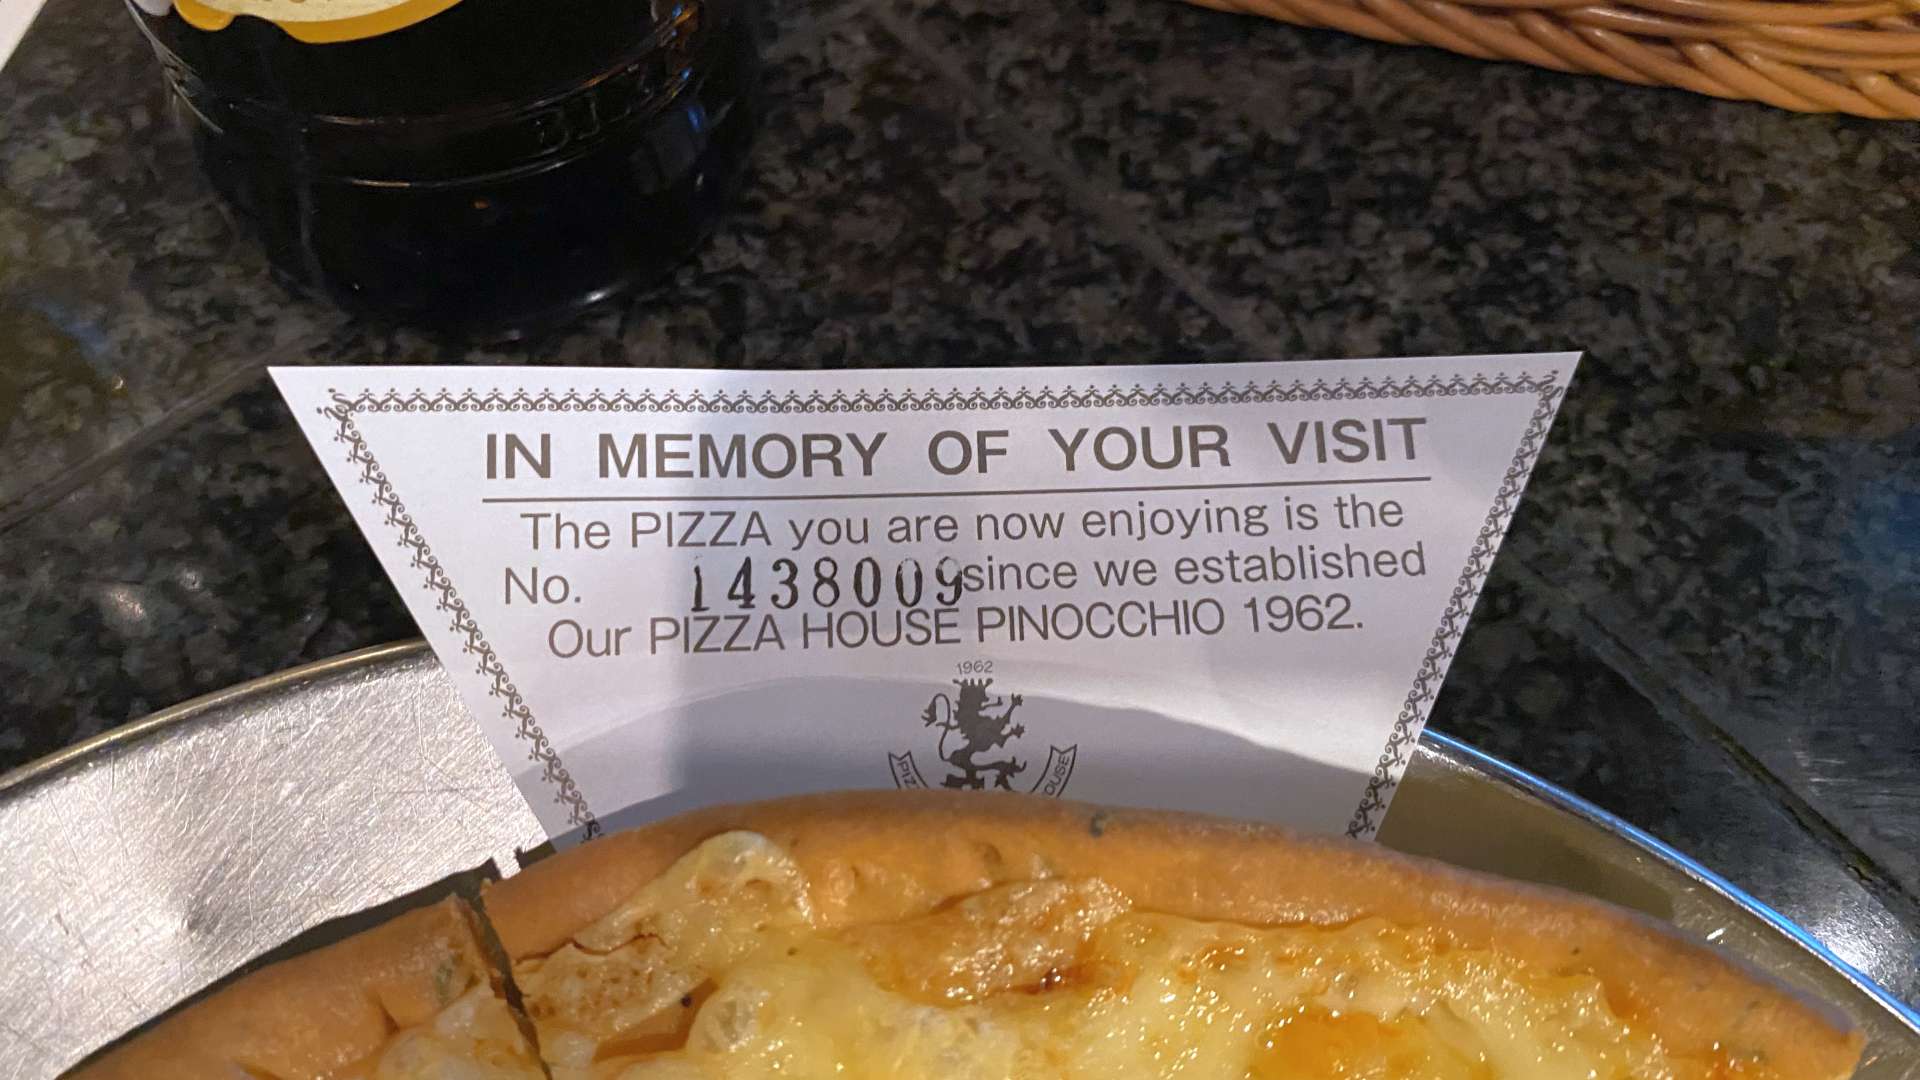 IN MEMORY OF YOUR VISIT
The PIZZA you are now enjoying is the
No. 1438009 since we established
Our PIZZA HOUSE PINOCCHIO 1962.
1962